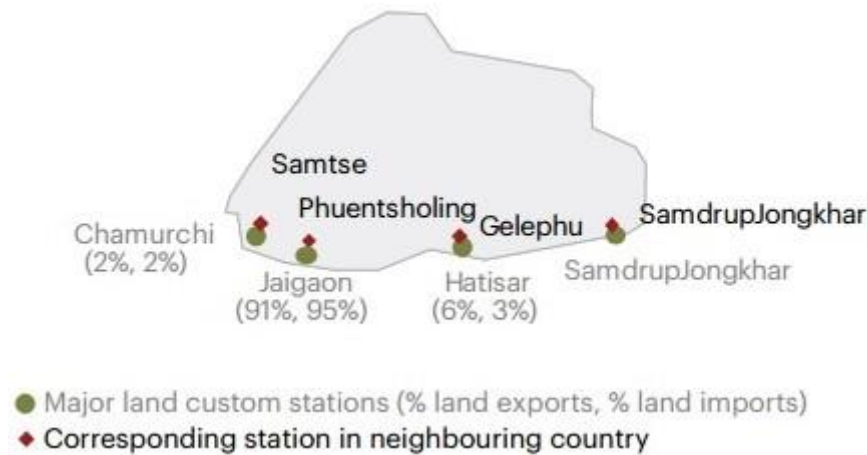 Samtse
Phuentsholing
Gelephu
SamdrupJongkhar
Chamurchi
(2%, 2%)
Jaigaon
(91%, 95%)
Hatisar
(6%, 3%)
SamdrupJongkhar
Major land custom stations (% land exports, % land imports)
Corresponding station in neighbouring country